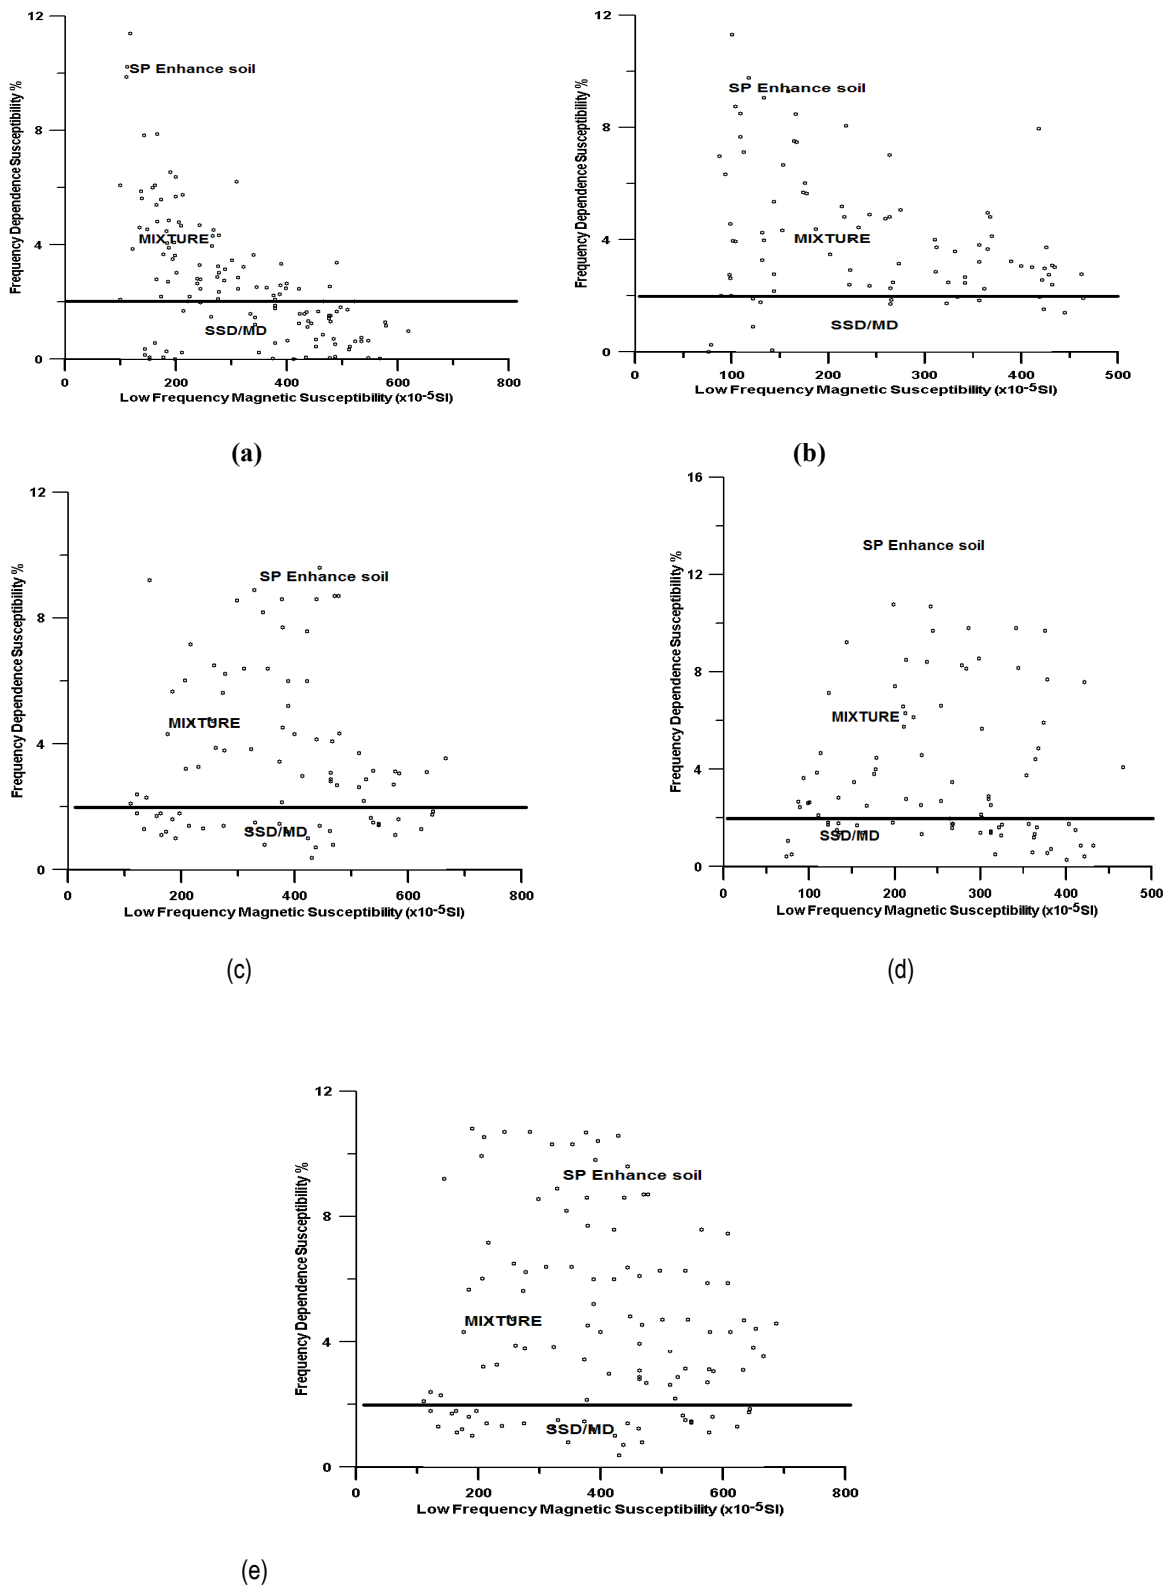 12
8
4
0
Frequency Dependence Susceptibility %
SP Enhance soil
MIXTURE
SSD/MD
0 200 400 600 800
Low Frequency Magnetic Susceptibility (x10-5SI)
(a)
12
8
4
0
Frequency Dependence Susceptibility %
SP Enhance soil
MIXTURE
SSD/MD
0 100 200 300 400 500
Low Frequency Magnetic Susceptibility (x10-5SI)
(b)
12
8
4
0
Frequency Dependence Susceptibility %
SP Enhance soil
MIXTURE
SSD/MD
0 200 400 600 800
Low Frequency Magnetic Susceptibility (x10-5SI)
(c)
16
12
8
4
0
Frequency Dependence Susceptibility %
SP Enhance soil
MIXTURE
SSD/MD
0 100 200 300 400 500
Low Frequency Magnetic Susceptibility (x10-5SI)
(d)
12
8
4
0
Frequency Dependence Susceptibility %
SP Enhance soil
MIXTURE
SSD/MD
0 200 400 600 800
Low Frequency Magnetic Susceptibility (x10-5SI)
(e)